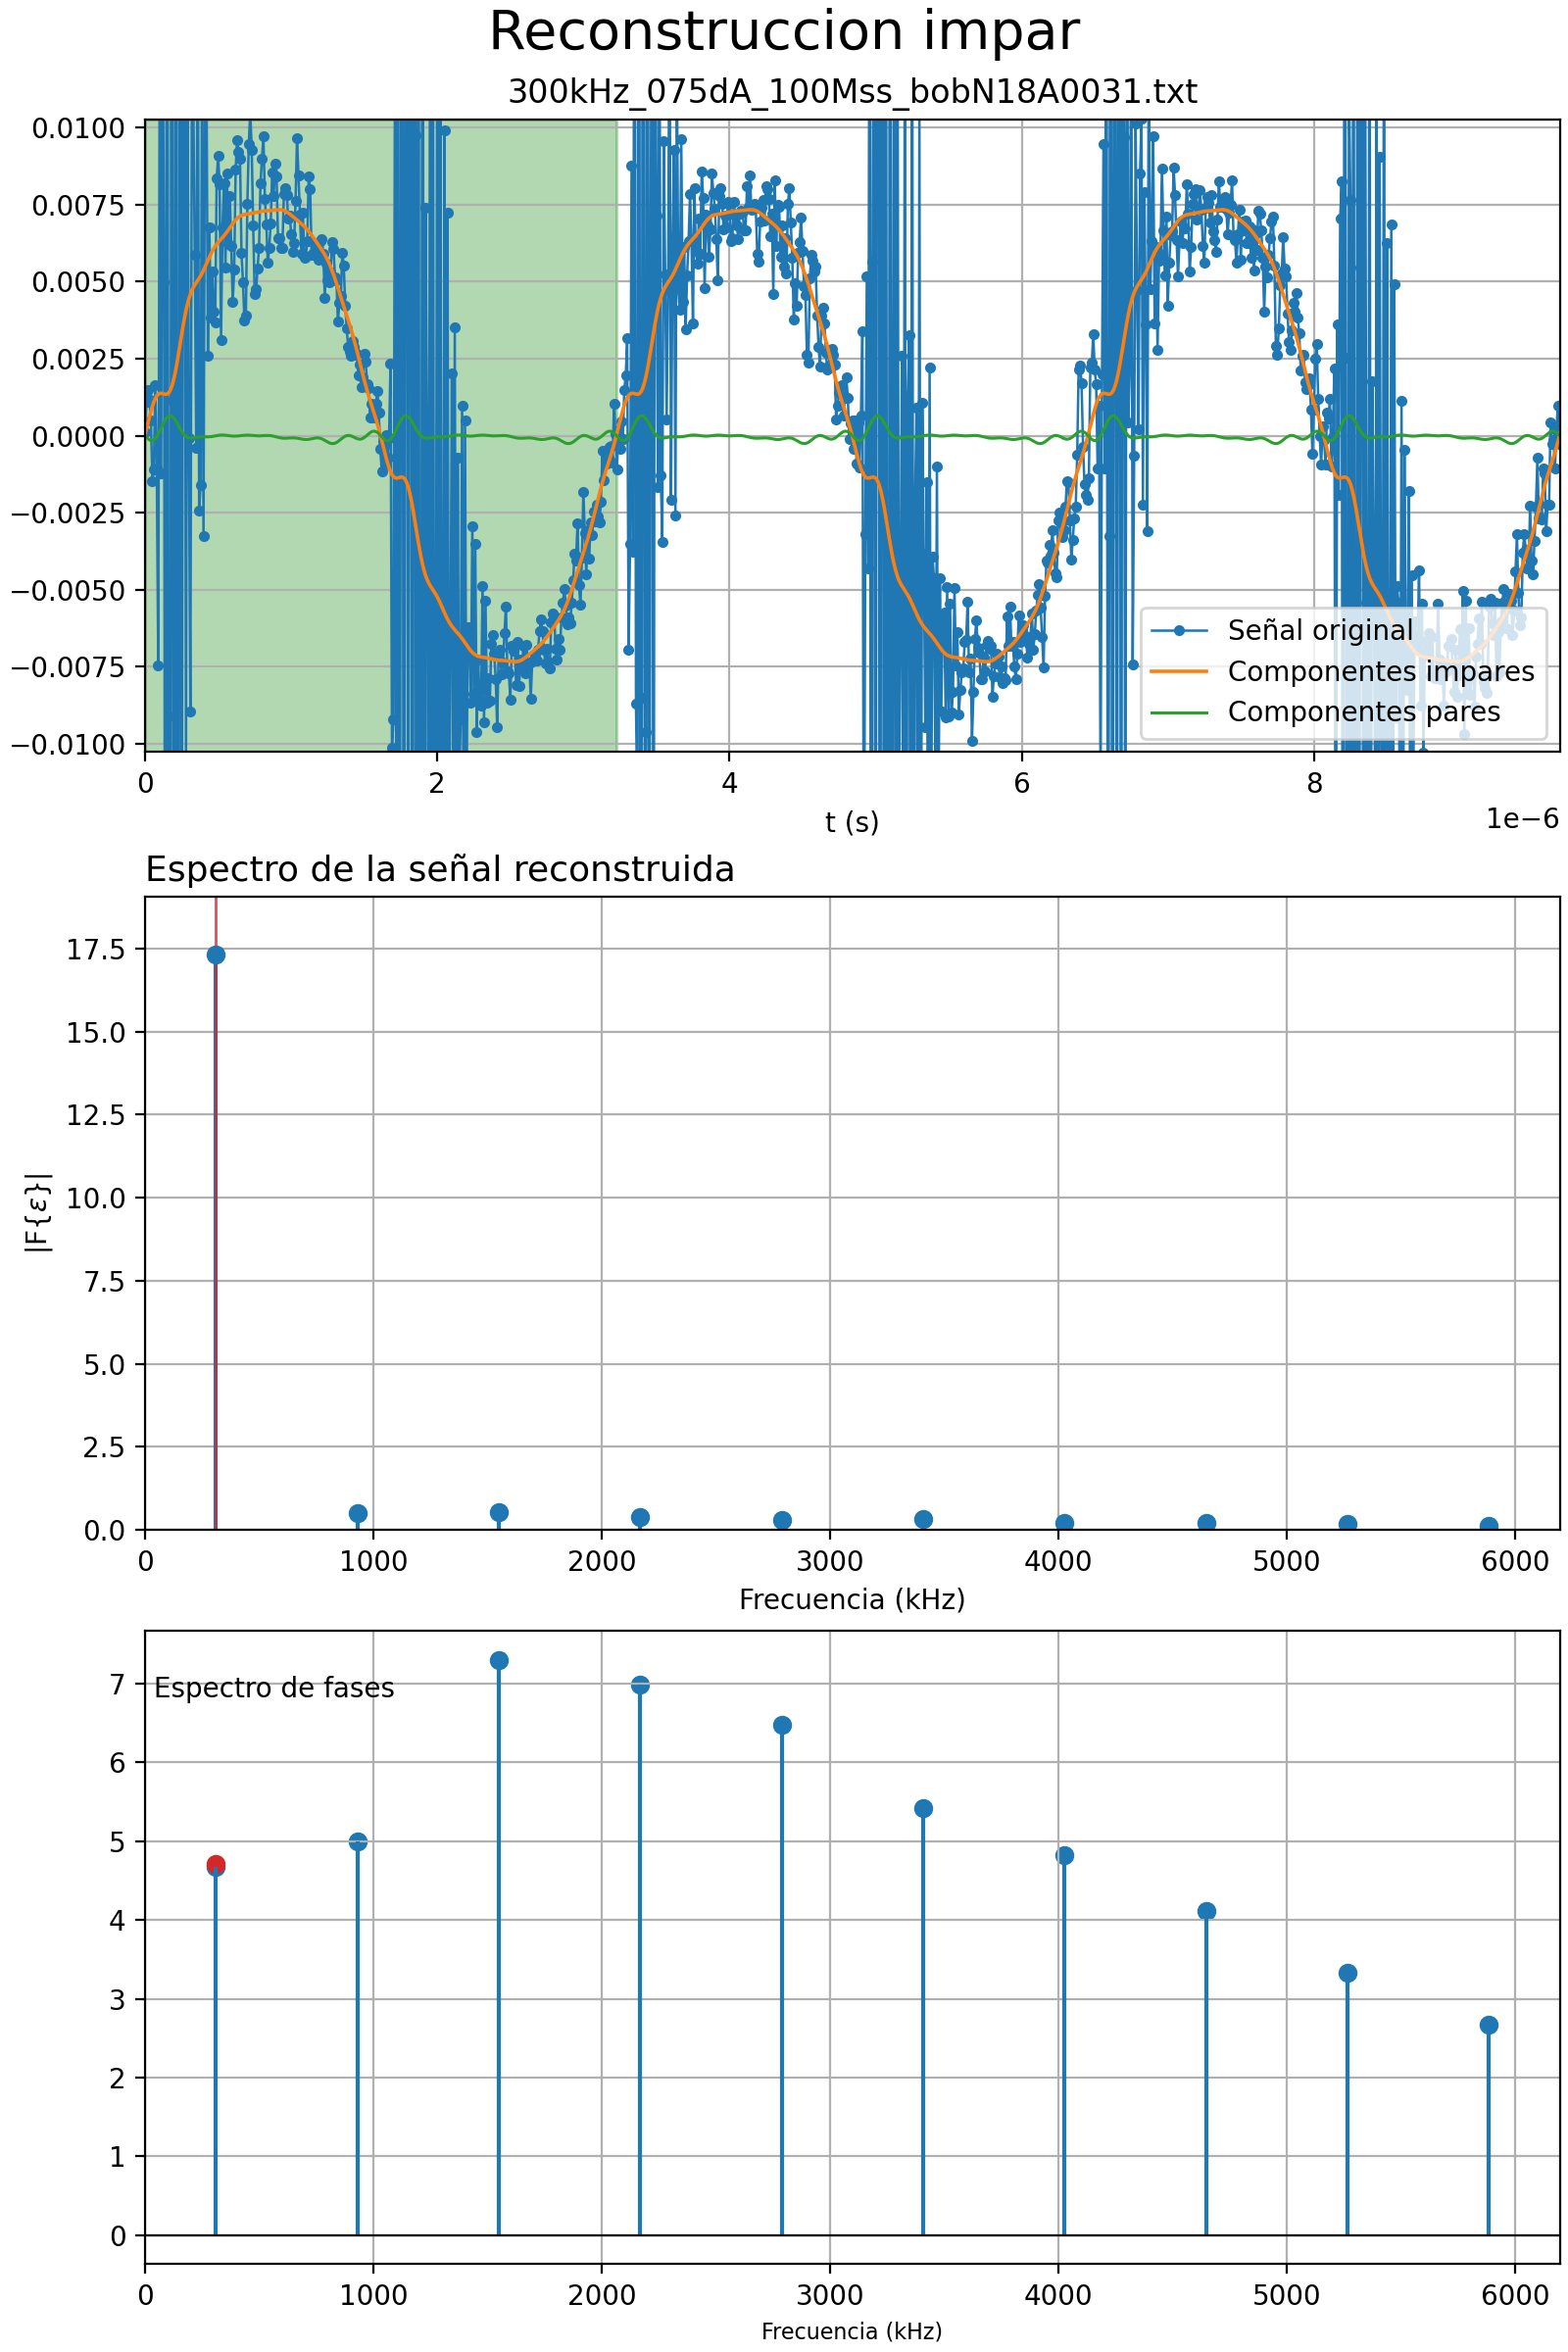 Reconstruccion impar
300kHz_075dA_100Mss_bobN18A0031.txt
0.0100
0.0075
0.0050
0.0025
0.0000
−0.0025
−0.0050
−0.0075
−0.0100
Señal original
Componentes impares
Componentes pares
0 2 4 6 8
1e−6
t (s)
Espectro de la señal reconstruida
17.5
15.0
12.5
10.0
7.5
5.0
2.5
0.0
|F{ε}|
0 1000 2000 3000 4000 5000 6000
Frecuencia (kHz)
Espectro de fases
7
6
5
4
3
2
1
0
0 1000 2000 3000 4000 5000 6000
Frecuencia (kHz)